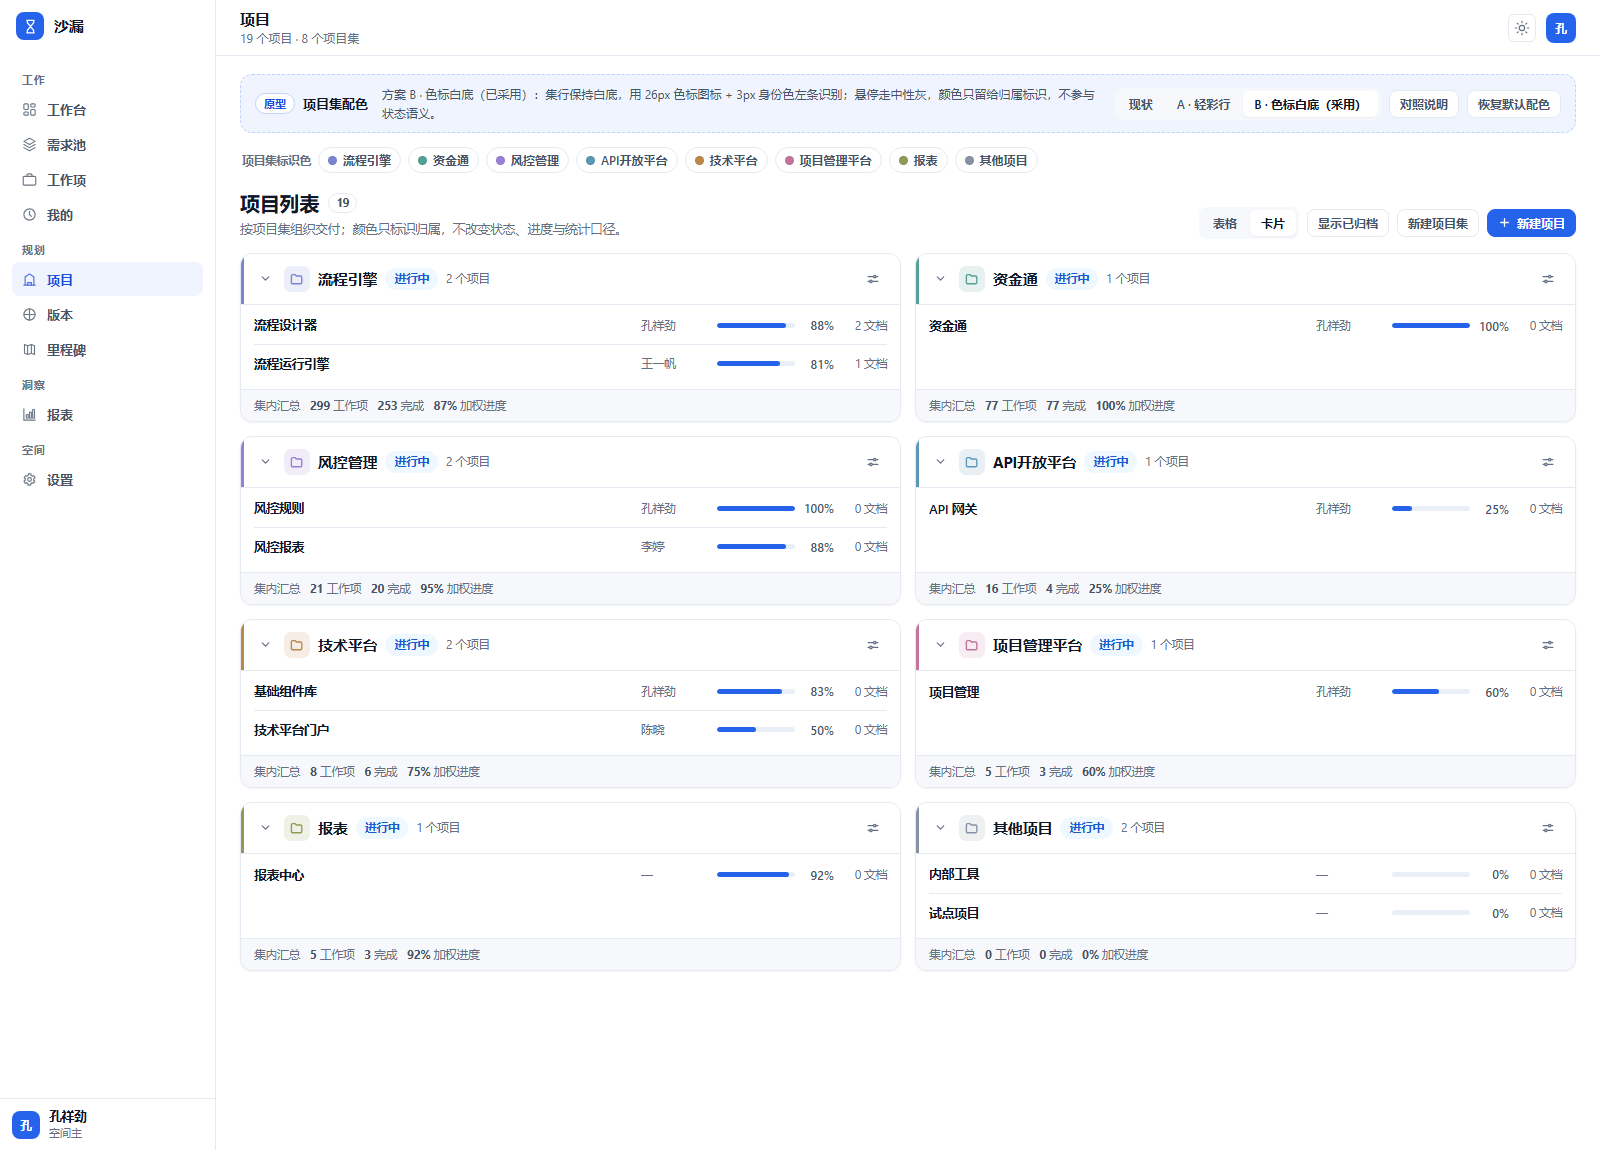 沙漏
工作
工作台
需求池
工作项
我的
规划
项目
版本
里程碑
洞察
报表
空间
设置
孔
孔祥劲
空间主
项目
19 个项目 · 8 个项目集
孔
原型 项目集配色
方案 B · 色标白底（已采用）：集行保持白底，用 26px 色标图标 + 3px 身份色左条识别；悬停走中性灰，颜色只留给归属标识，不参与
状态语义。
现状 A · 轻彩行 B · 色标白底（采用） 对照说明 恢复默认配色
项目集标识色 流程引擎 资金通 风控管理 API开放平台 技术平台 项目管理平台 报表 其他项目
项目列表 19
按项目集组织交付；颜色只标识归属，不改变状态、进度与统计口径。
表格 卡片 显示已归档 新建项目集 + 新建项目
流程引擎 进行中 2 个项目
流程设计器 孔祥劲 88% 2 文档
流程运行引擎 王一帆 81% 1 文档
集内汇总 299 工作项 253 完成 87% 加权进度
资金通 进行中 1 个项目
资金通 孔祥劲 100% 0 文档
集内汇总 77 工作项 77 完成 100% 加权进度
风控管理 进行中 2 个项目
风控规则 孔祥劲 100% 0 文档
风控报表 李婷 88% 0 文档
集内汇总 21 工作项 20 完成 95% 加权进度
API开放平台 进行中 1 个项目
API 网关 孔祥劲 25% 0 文档
集内汇总 16 工作项 4 完成 25% 加权进度
技术平台 进行中 2 个项目
基础组件库 孔祥劲 83% 0 文档
技术平台门户 陈晓 50% 0 文档
集内汇总 8 工作项 6 完成 75% 加权进度
项目管理平台 进行中 1 个项目
项目管理 孔祥劲 60% 0 文档
集内汇总 5 工作项 3 完成 60% 加权进度
报表 进行中 1 个项目
报表中心 — 92% 0 文档
集内汇总 5 工作项 3 完成 92% 加权进度
其他项目 进行中 2 个项目
内部工具 — 0% 0 文档
试点项目 — 0% 0 文档
集内汇总 0 工作项 0 完成 0% 加权进度